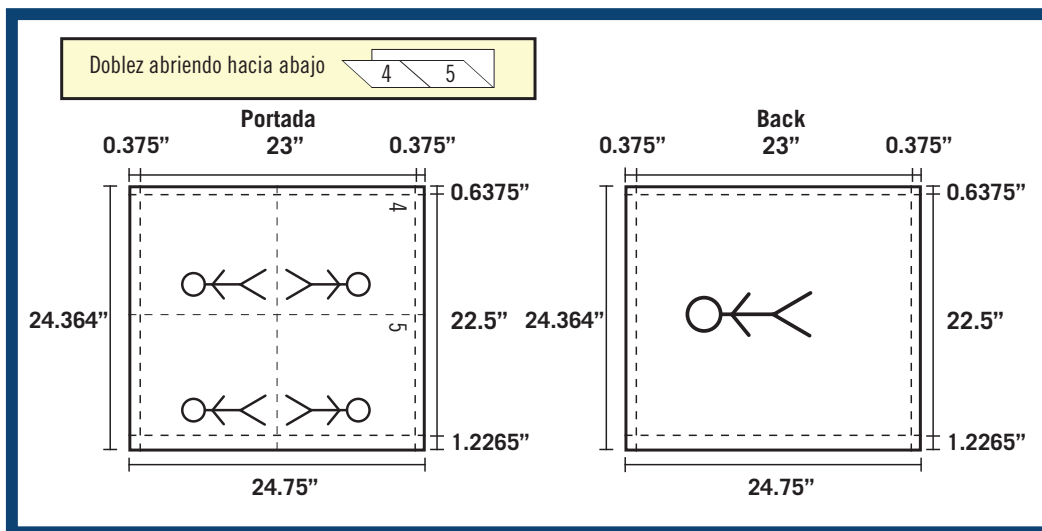 Doblez abriendo hacia abajo
4 5
Portada
0.375” 23” 0.375”
0.6375”
4
24.364”
22.5”
5
1.2265”
24.75”
Back
0.375” 23” 0.375”
0.6375”
24.364”
22.5”
1.2265”
24.75”